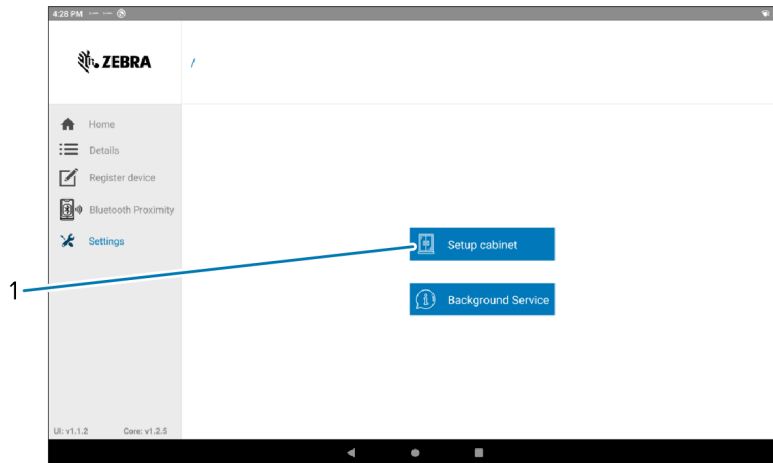 4:28 PM
ZEBRA
/
Home
Details
Register device
Bluetooth Proximity
Settings
Setup cabinet
Background Service
1
UI: v1.1.2 Core: v1.2.5